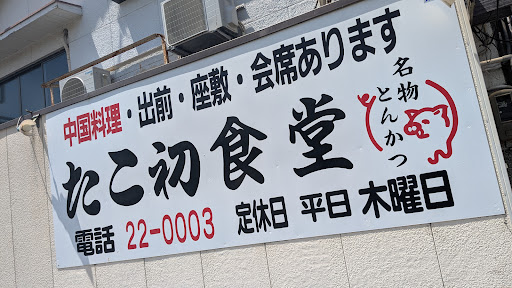 中国料理・出前・座敷・会席あります
たこ初食堂
名物
とんかつ
電話 22-0003 定休日 平日 木曜日